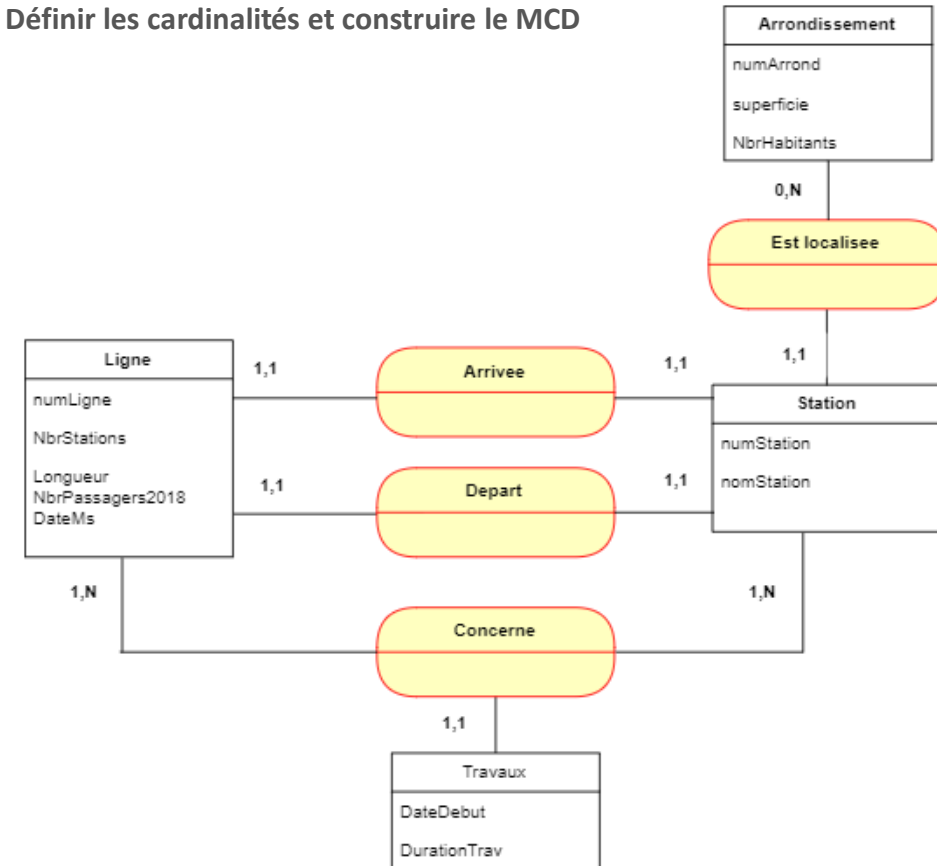 Définir les cardinalités et construire le MCD
Arrondissement
numArrond
superficie
NbrHabitants
0,N
Est localisee
1,1
Ligne
numLigne
NbrStations
Longueur
NbrPassagers2018
DateMs
1,1
Arrivee
1,1
Station
numStation
nomStation
1,1
Depart
1,1
1,N
Concerne
1,N
1,1
Travaux
DateDebut
DurationTrav